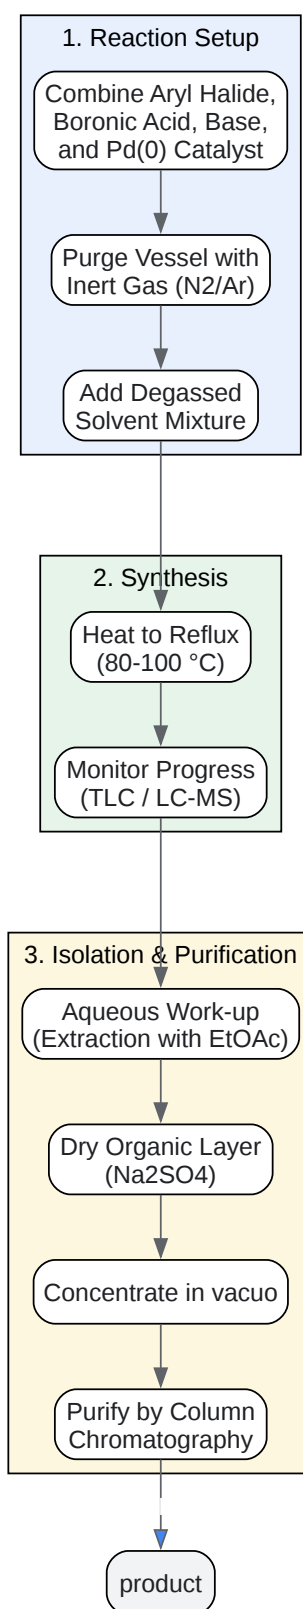 1. Reaction Setup
Combine Aryl Halide,
Boronic Acid, Base,
and Pd(0) Catalyst
Purge Vessel with
Inert Gas (N2/Ar)
Add Degassed
Solvent Mixture
2. Synthesis
Heat to Reflux
(80-100 °C)
Monitor Progress
(TLC / LC-MS)
3. Isolation & Purification
Aqueous Work-up
(Extraction with EtOAc)
Dry Organic Layer
(Na2SO4)
Concentrate in vacuo
Purify by Column
Chromatography
product